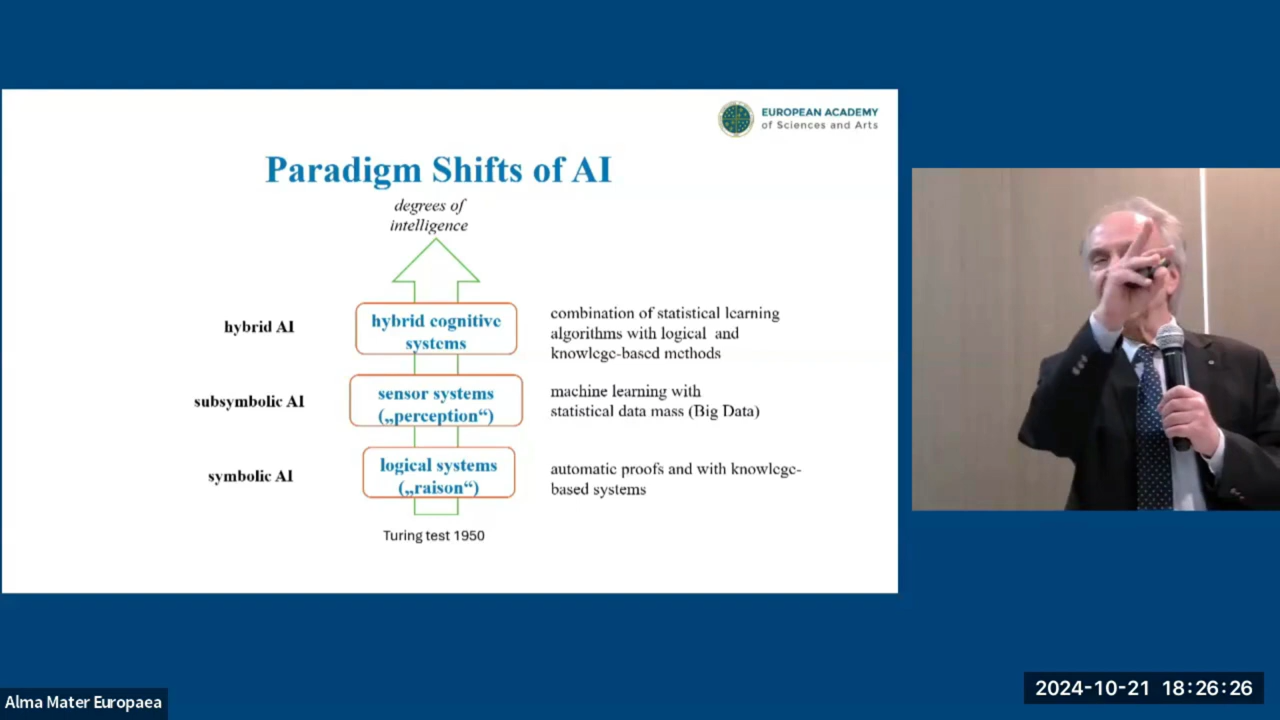 EUROPEAN ACADEMY
of Sciences and Arts
Paradigm Shifts of AI
degrees of
intelligence
hybrid AI
hybrid cognitive
systems
combination of statistical learning
algorithms with logical and
knowlege-based methods
subsymbolic AI
sensor systems
(„perception“)
machine learning with
statistical data mass (Big Data)
symbolic AI
logical systems
(„raison“)
automatic proofs and with knowlege-
based systems
Turing test 1950
Alma Mater Europaea
2024-10-21 18:26:26